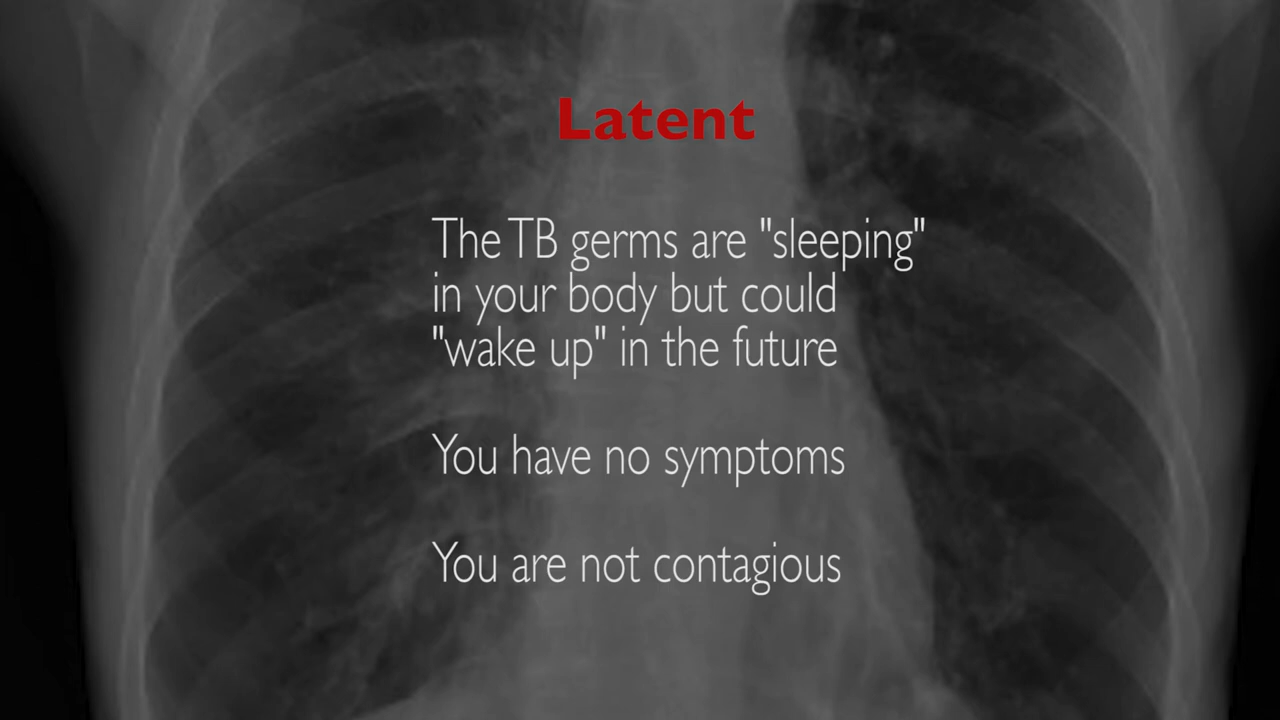 Latent
The TB germs are "sleeping"
in your body but could
"wake up" in the future
You have no symptoms
You are not contagious